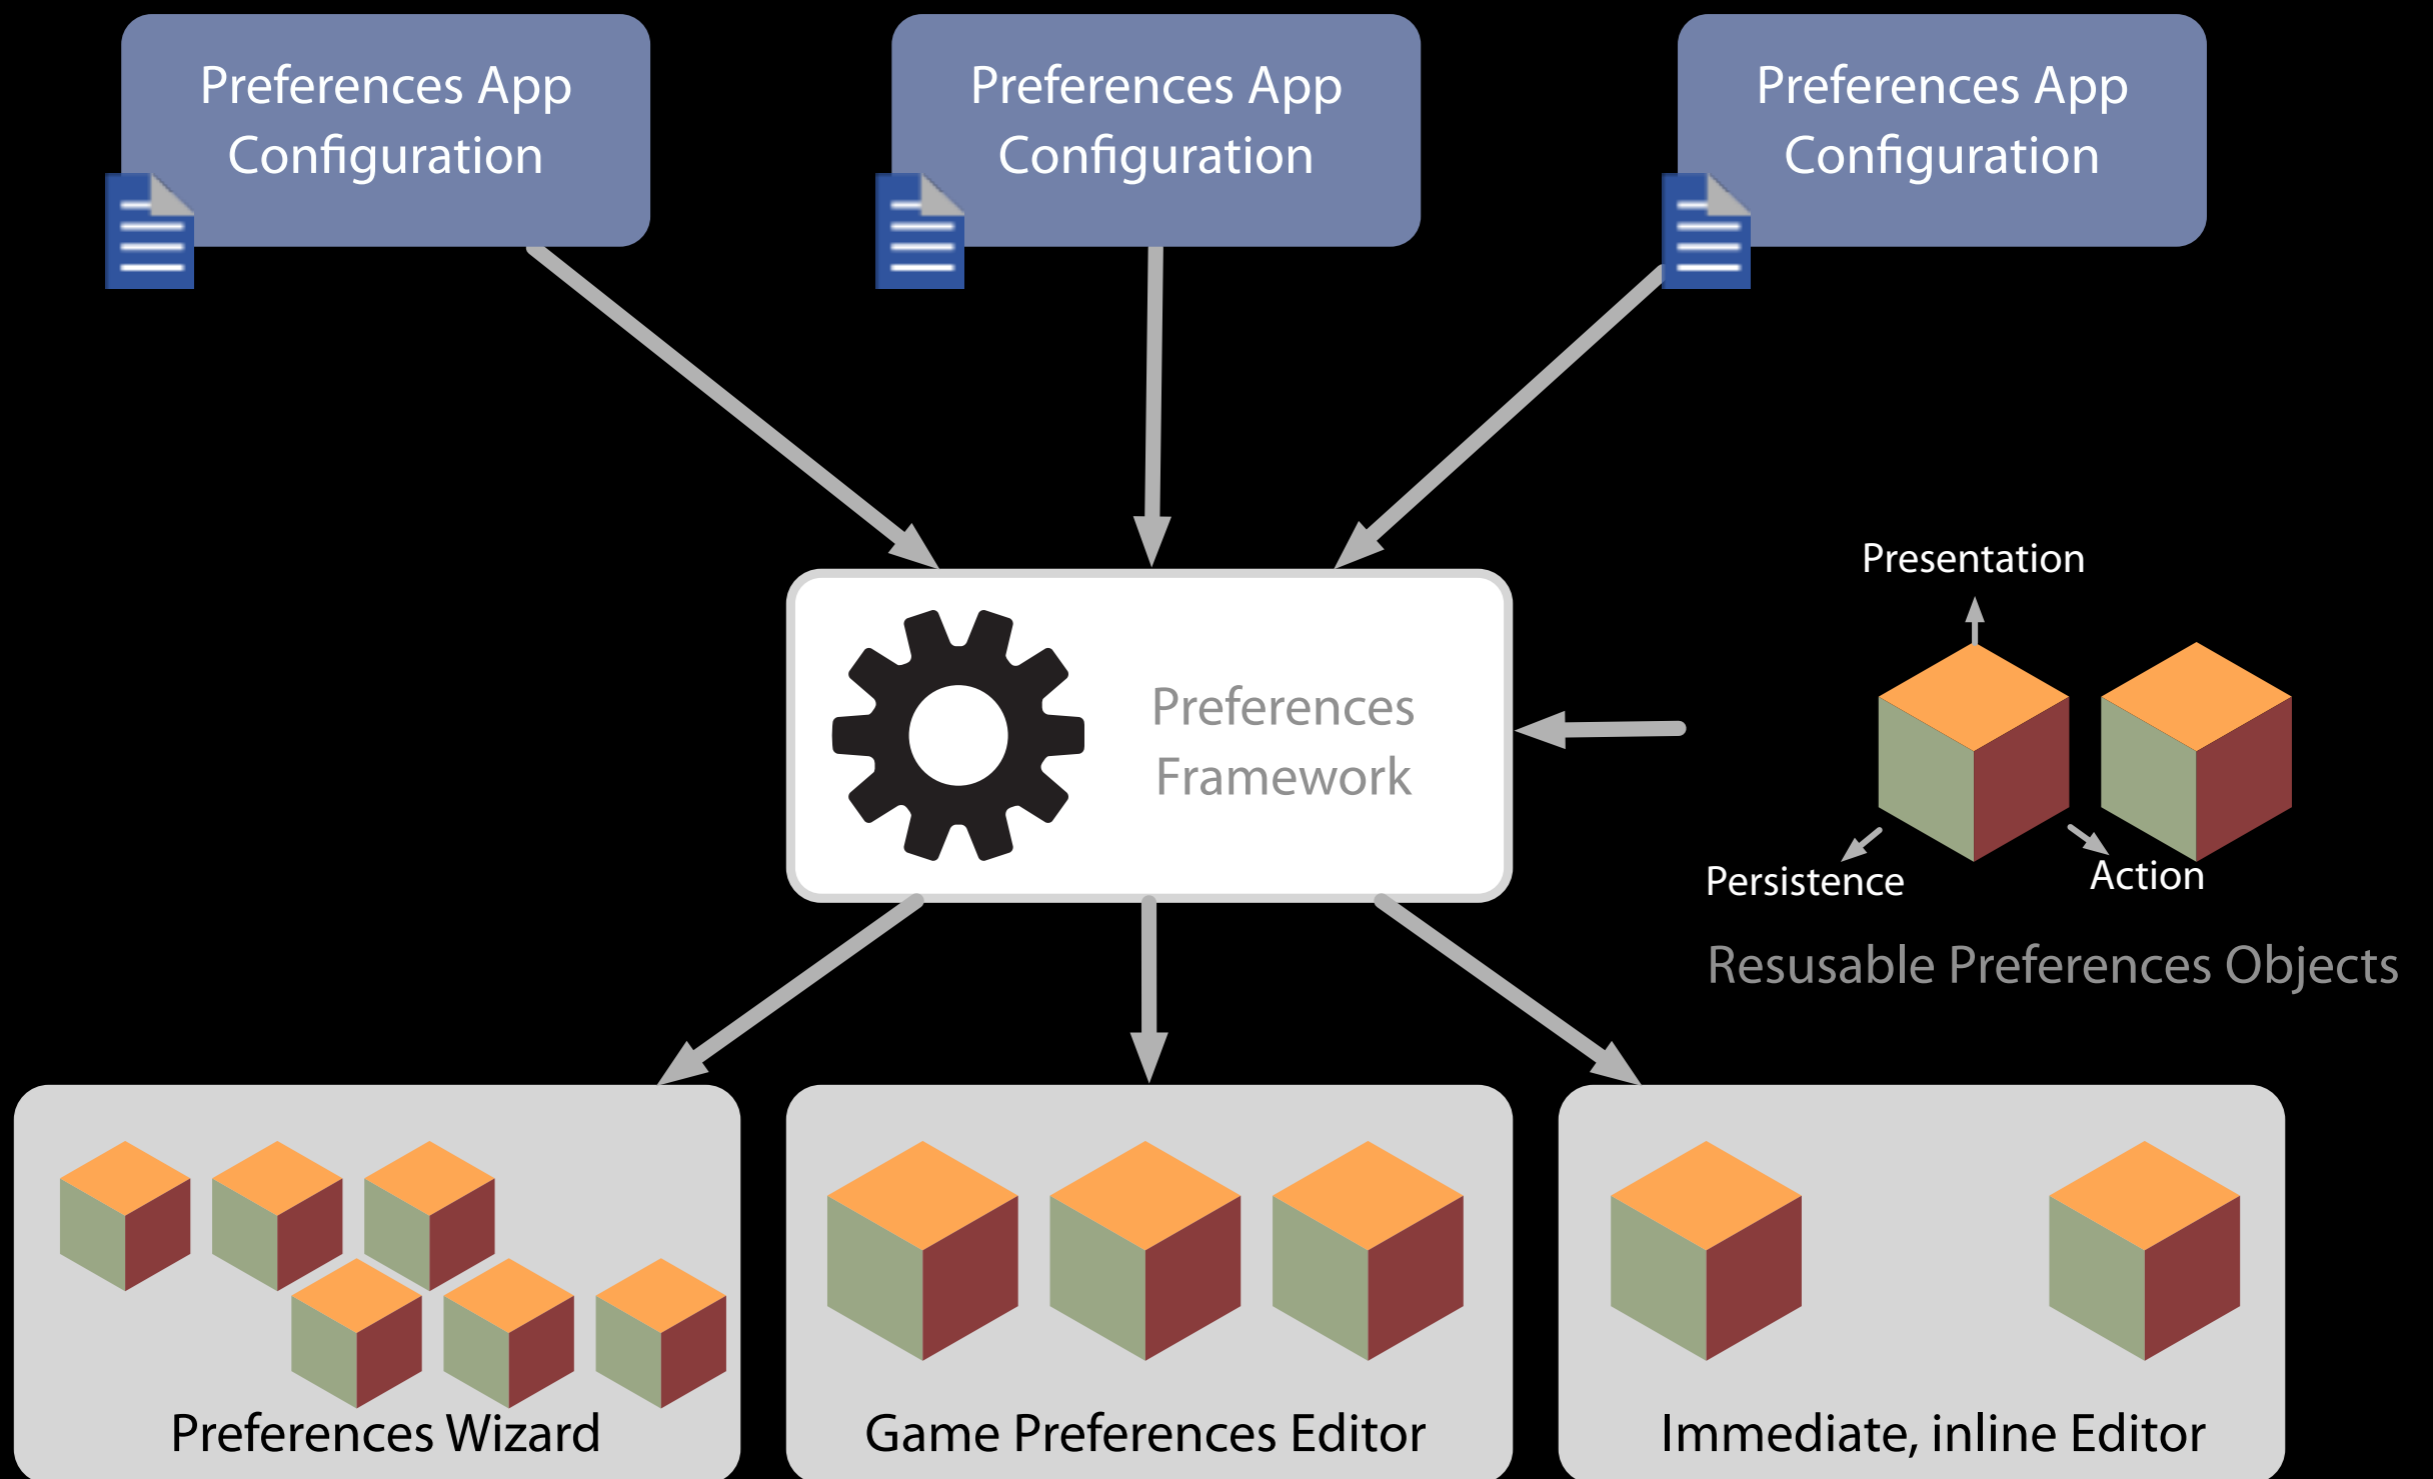 Preferences App
Configuration
Preferences App
Configuration
Preferences App
Configuration
Presentation
Preferences
Framework
Persistence
Action
Resusable Preferences Objects
Preferences Wizard
Game Preferences Editor
Immediate, inline Editor